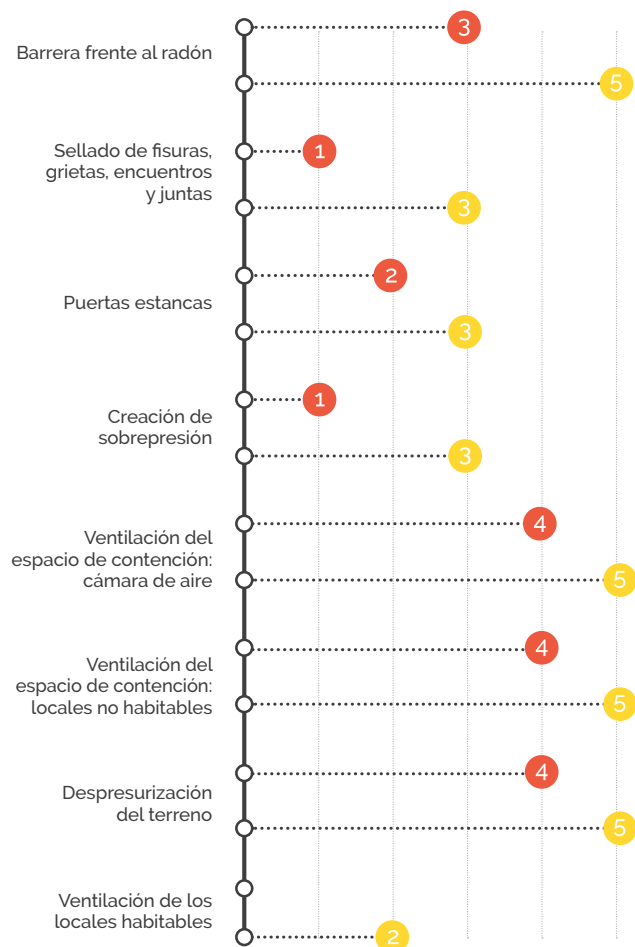 3
Barrera frente al radón
5
Sellado de fisuras,
grietas, encuentros
y juntas
1
3
2
Puertas estancas
3
1
Creación de
sobrepresión
3
4
Ventilación del
espacio de contención:
cámara de aire
5
4
Ventilación del
espacio de contención:
locales no habitables
5
4
Despresurización
del terreno
5
Ventilación de los
locales habitables
2